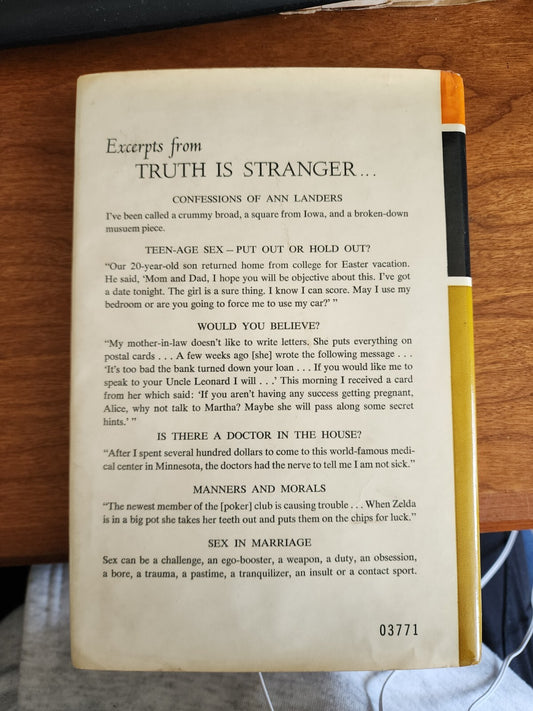 Excerpts from
TRUTH IS STRANGER...
CONFESSIONS OF ANN LANDERS
I've been called a crummy broad, a square from Iowa, and a broken-down
musuem piece.
TEEN-AGE SEX – PUT OUT OR HOLD OUT?
“Our 20-year-old son returned home from college for Easter vacation.
He said, ‘Mom and Dad, I hope you will be objective about this. I've got
a date tonight. The girl is a sure thing. I know I can score. May I use my
bedroom or are you going to force me to use my car?’ ”
WOULD YOU BELIEVE?
“My mother-in-law doesn't like to write letters. She puts everything on
postal cards . . . A few weeks ago [she] wrote the following message . . .
‘It's too bad the bank turned down your loan . . . If you would like me to
speak to your Uncle Leonard I will . . .’ This morning I received a card
from her which said: ‘If you aren't having any success getting pregnant,
Alice, why not talk to Martha? Maybe she will pass along some secret
hints.’ ”
IS THERE A DOCTOR IN THE HOUSE?
“After I spent several hundred dollars to come to this world-famous medi-
cal center in Minnesota, the doctors had the nerve to tell me I am not sick.”
MANNERS AND MORALS
“The newest member of the [poker] club is causing trouble . . . When Zelda
is in a big pot she takes her teeth out and puts them on the chips for luck.”
SEX IN MARRIAGE
Sex can be a challenge, an ego-booster, a weapon, a duty, an obsession,
a bore, a trauma, a pastime, a tranquilizer, an insult or a contact sport.
03771